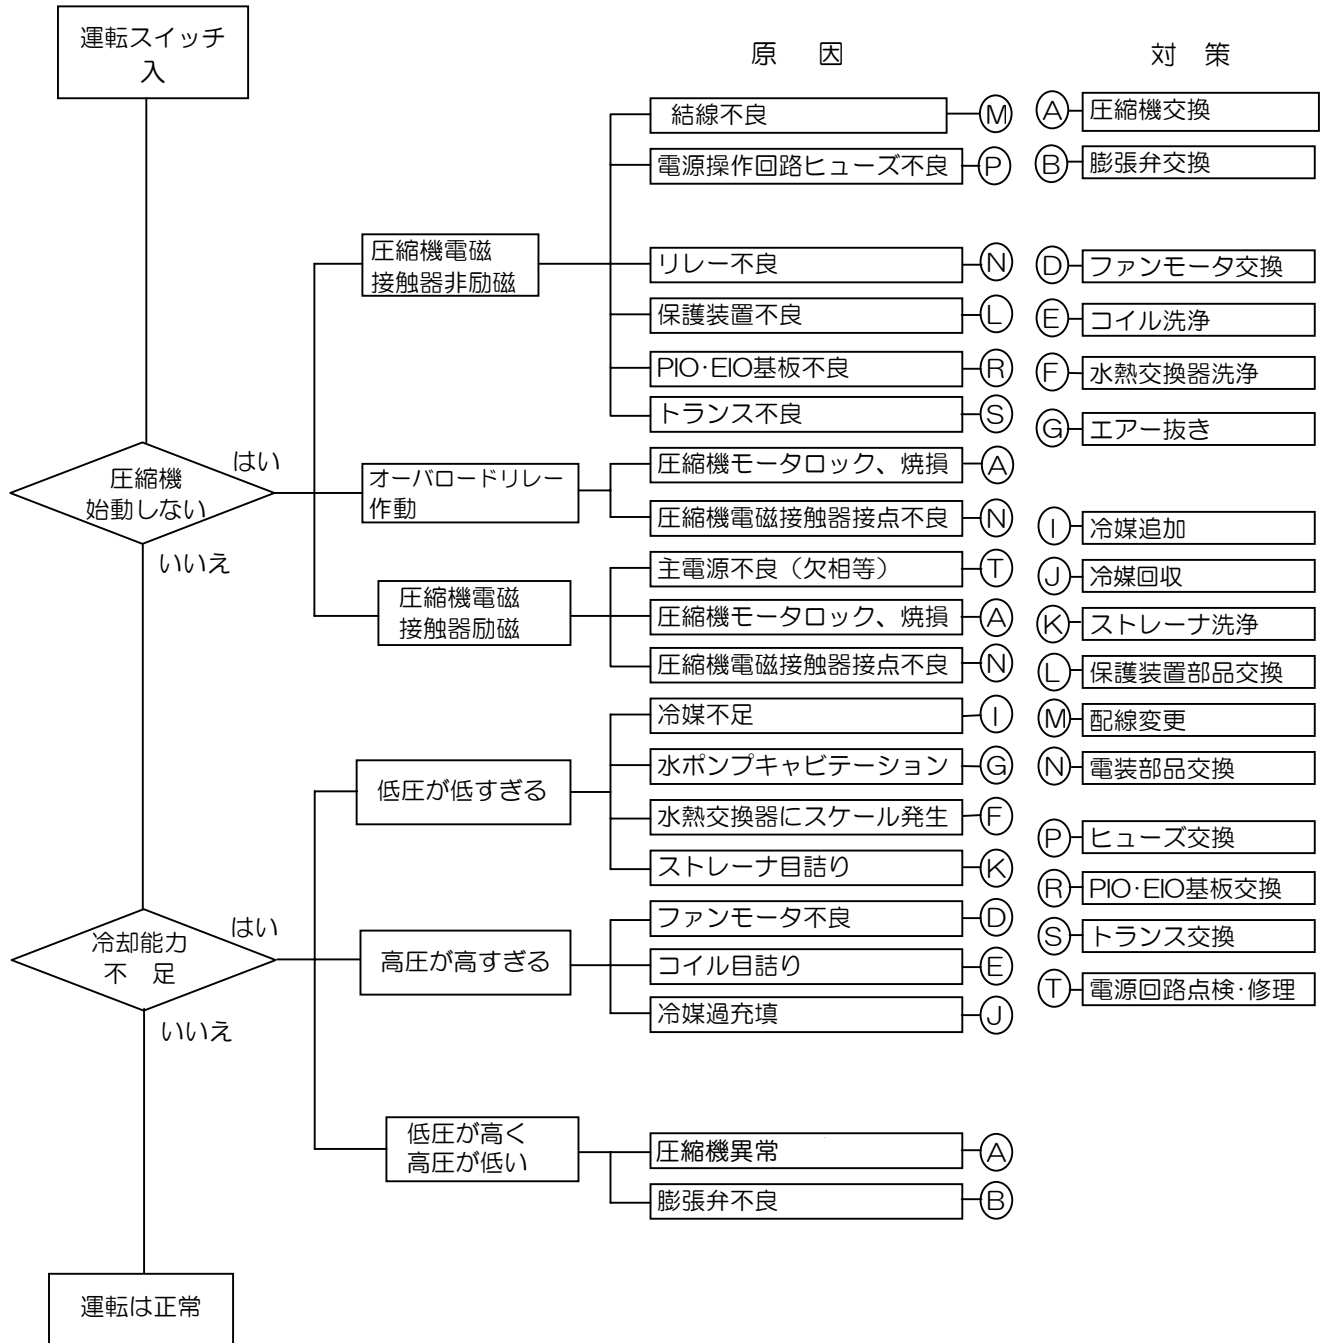 運転スイッチ
入
原 因
対 策
結線不良
M
A
圧縮機交換
電源操作回路ヒューズ不良
P
B
膨張弁交換
圧縮機電磁
接触器非励磁
リレー不良
N
D
ファンモータ交換
保護装置不良
L
E
コイル洗浄
PIO･EIO基板不良
R
F
水熱交換器洗浄
トランス不良
S
G
エアー抜き
圧縮機
始動しない
はい
いいえ
オーバロードリレー
作動
圧縮機モータロック、焼損
A
圧縮機電磁接触器接点不良
N
I
冷媒追加
圧縮機電磁
接触器励磁
主電源不良（欠相等）
T
J
冷媒回収
圧縮機モータロック、焼損
A
K
ストレーナ洗浄
圧縮機電磁接触器接点不良
N
L
保護装置部品交換
低圧が低すぎる
冷媒不足
I
M
配線変更
水ポンプキャビテーション
G
N
電装部品交換
水熱交換器にスケール発生
F
P
ヒューズ交換
ストレーナ目詰り
K
R
PIO･EIO基板交換
冷却能力
不 足
はい
いいえ
高圧が高すぎる
ファンモータ不良
D
S
トランス交換
コイル目詰り
E
T
電源回路点検･修理
冷媒過充填
J
低圧が高く
高圧が低い
圧縮機異常
A
膨張弁不良
B
運転は正常